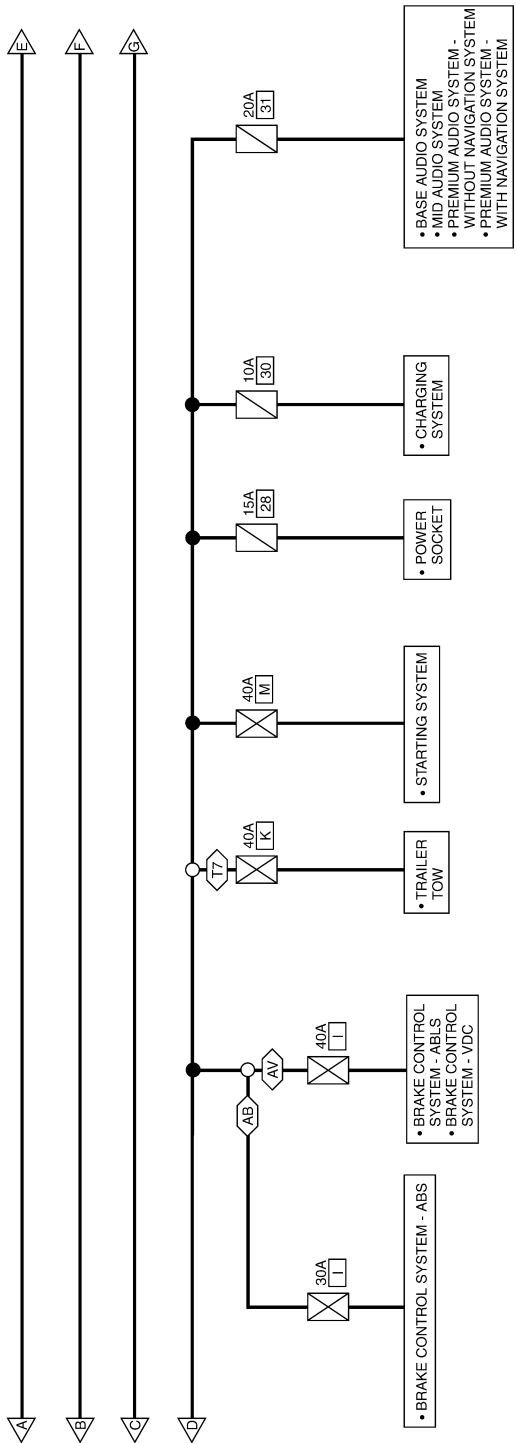 A
B
C
D
E
F
G
30A
I
• BRAKE CONTROL SYSTEM - ABS
AB
AV
40A
I
• BRAKE CONTROL
SYSTEM - ABLS
• BRAKE CONTROL
SYSTEM - VDC
T7
40A
K
• TRAILER
TOW
40A
M
• STARTING SYSTEM
15A
28
• POWER
SOCKET
10A
30
• CHARGING
SYSTEM
20A
31
• BASE AUDIO SYSTEM
• MID AUDIO SYSTEM
• PREMIUM AUDIO SYSTEM -
WITHOUT NAVIGATION SYSTEM
• PREMIUM AUDIO SYSTEM -
WITH NAVIGATION SYSTEM